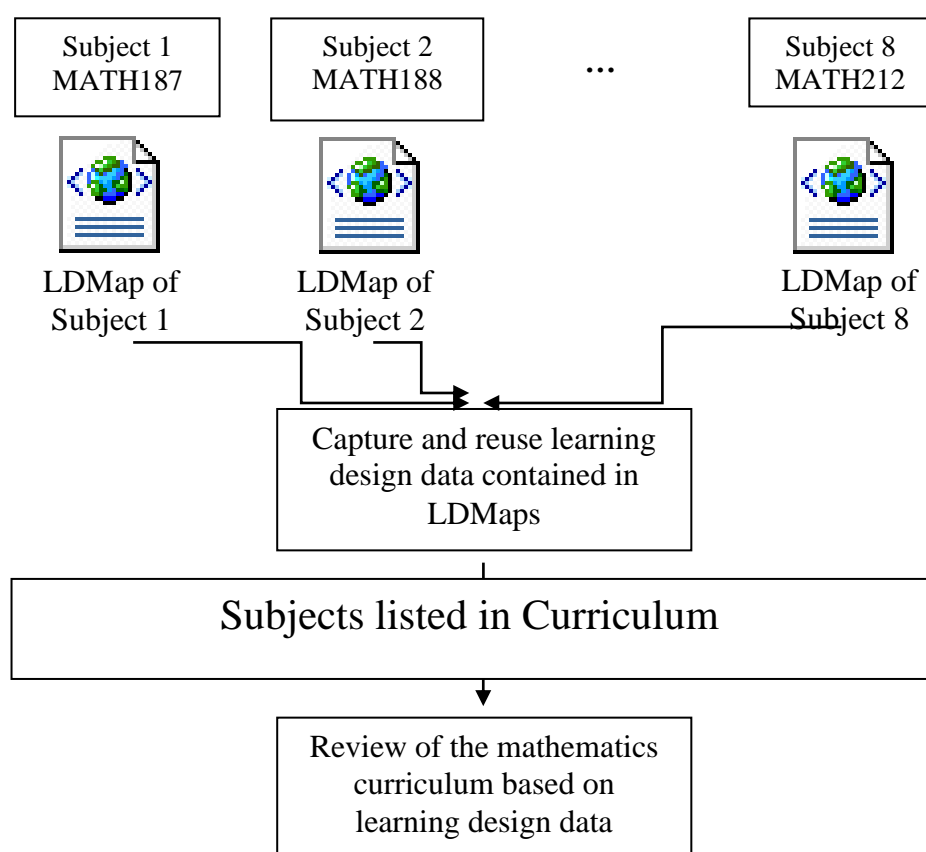 Subject 1
MATH187
Subject 2
MATH188
...
Subject 8
MATH212
LDMap of
Subject 1
LDMap of
Subject 2
LDMap of
Subject 8
Capture and reuse learning
design data contained in
LDMaps
Subjects listed in Curriculum
Review of the mathematics
curriculum based on
learning design data